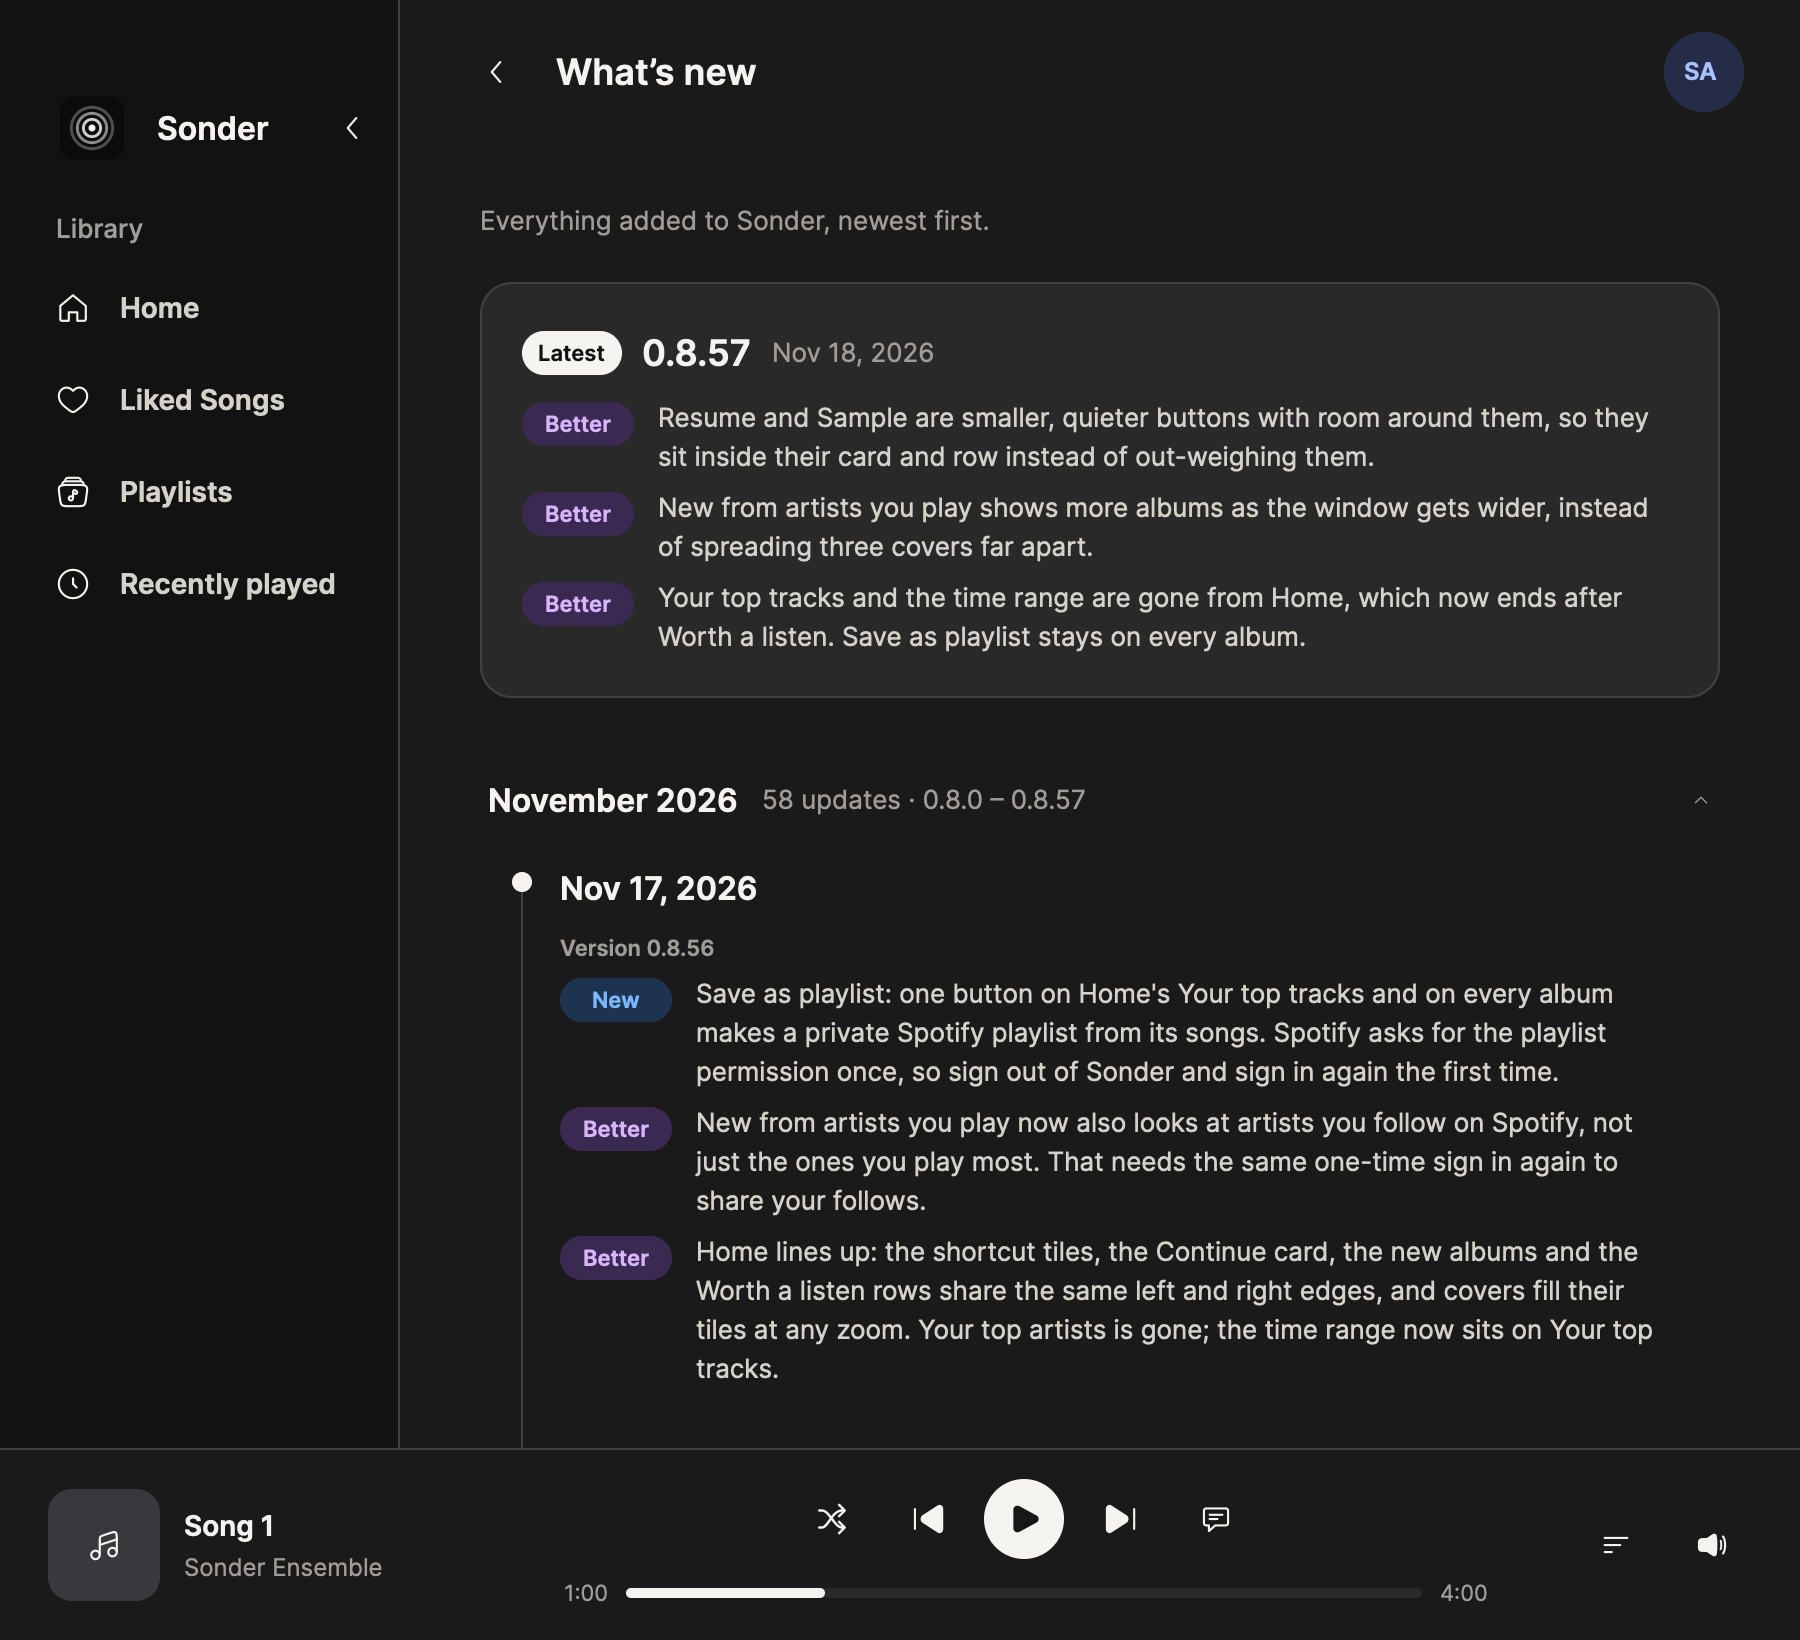 Sonder
Library
Home
Liked Songs
Playlists
Recently played
What’s new
SA
Everything added to Sonder, newest first.
Latest 0.8.57 Nov 18, 2026
Better Resume and Sample are smaller, quieter buttons with room around them, so they
sit inside their card and row instead of out-weighing them.
Better New from artists you play shows more albums as the window gets wider, instead
of spreading three covers far apart.
Better Your top tracks and the time range are gone from Home, which now ends after
Worth a listen. Save as playlist stays on every album.
November 2026 58 updates · 0.8.0 – 0.8.57
Nov 17, 2026
Version 0.8.56
New Save as playlist: one button on Home's Your top tracks and on every album
makes a private Spotify playlist from its songs. Spotify asks for the playlist
permission once, so sign out of Sonder and sign in again the first time.
Better New from artists you play now also looks at artists you follow on Spotify, not
just the ones you play most. That needs the same one-time sign in again to
share your follows.
Better Home lines up: the shortcut tiles, the Continue card, the new albums and the
Worth a listen rows share the same left and right edges, and covers fill their
tiles at any zoom. Your top artists is gone; the time range now sits on Your top
tracks.
Song 1
Sonder Ensemble
1:00
4:00